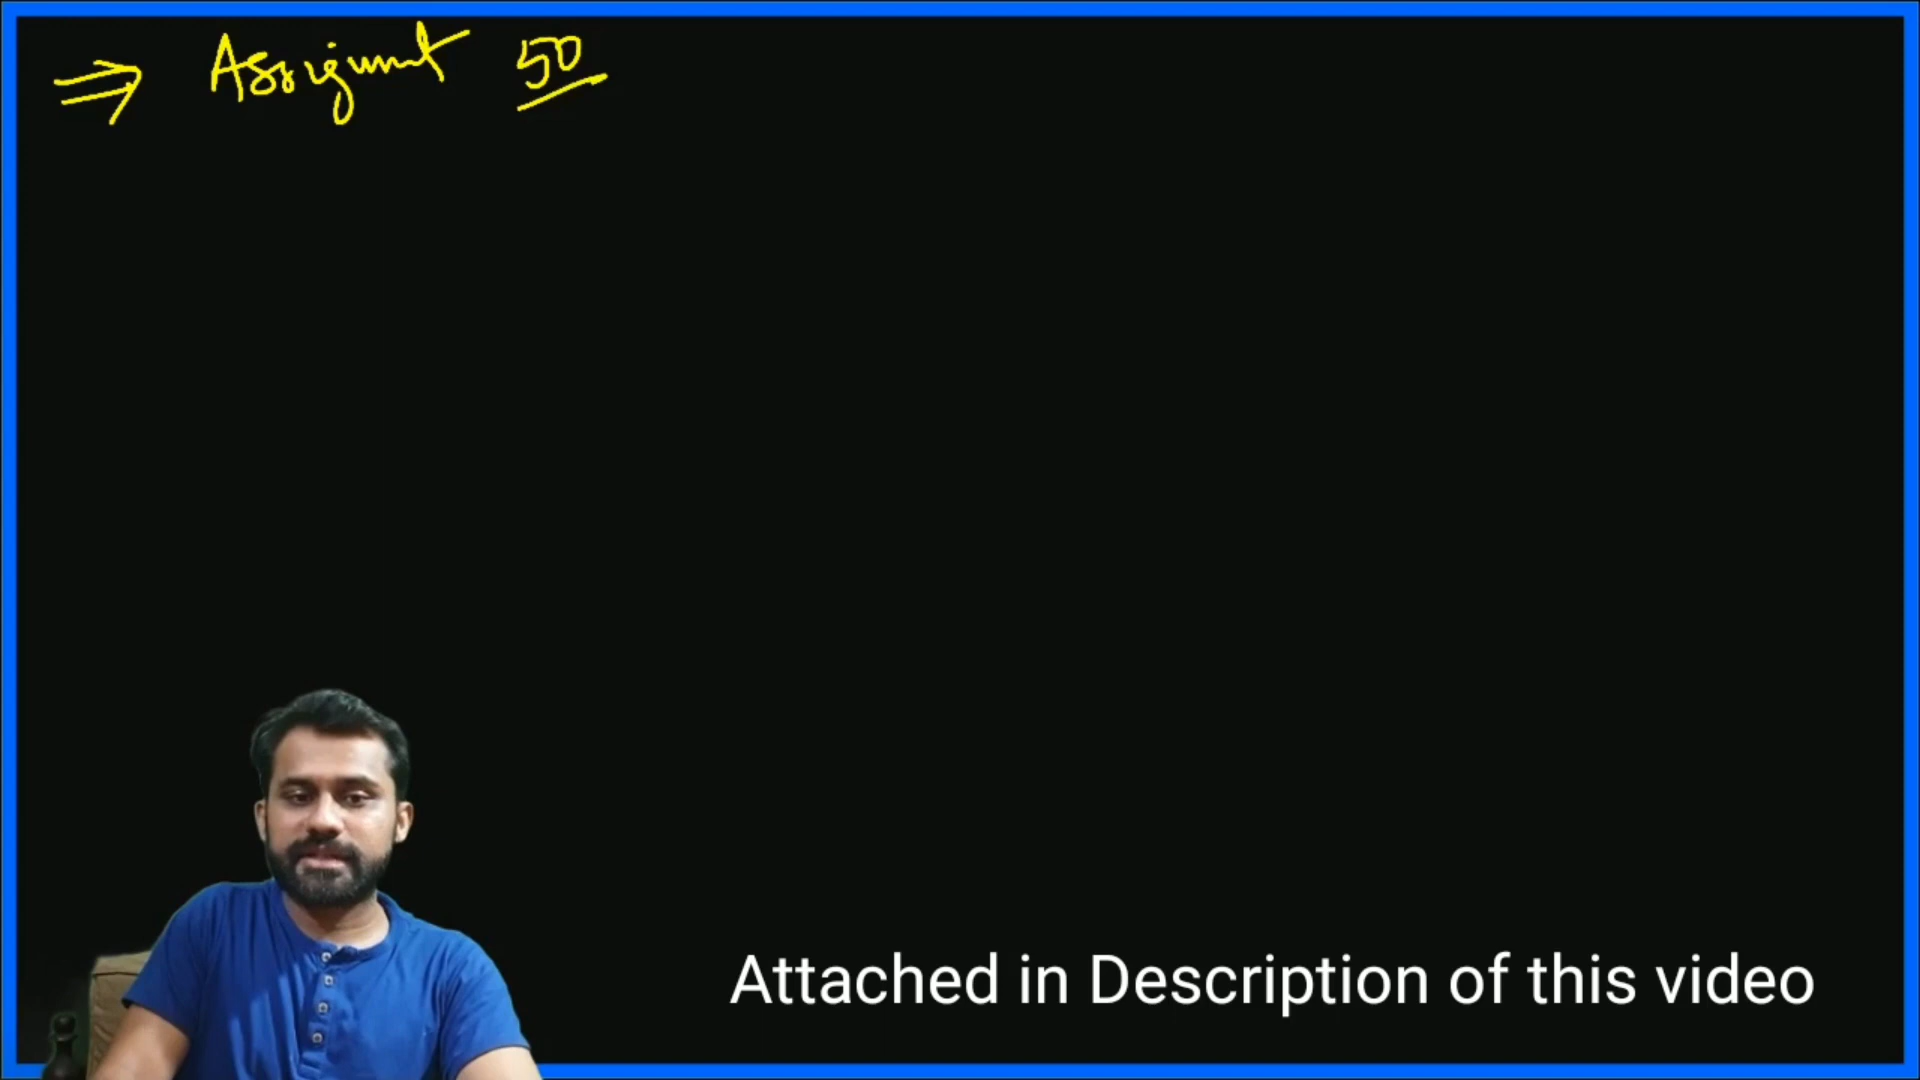 ⇒ Assignment 50
Attached in Description of this video